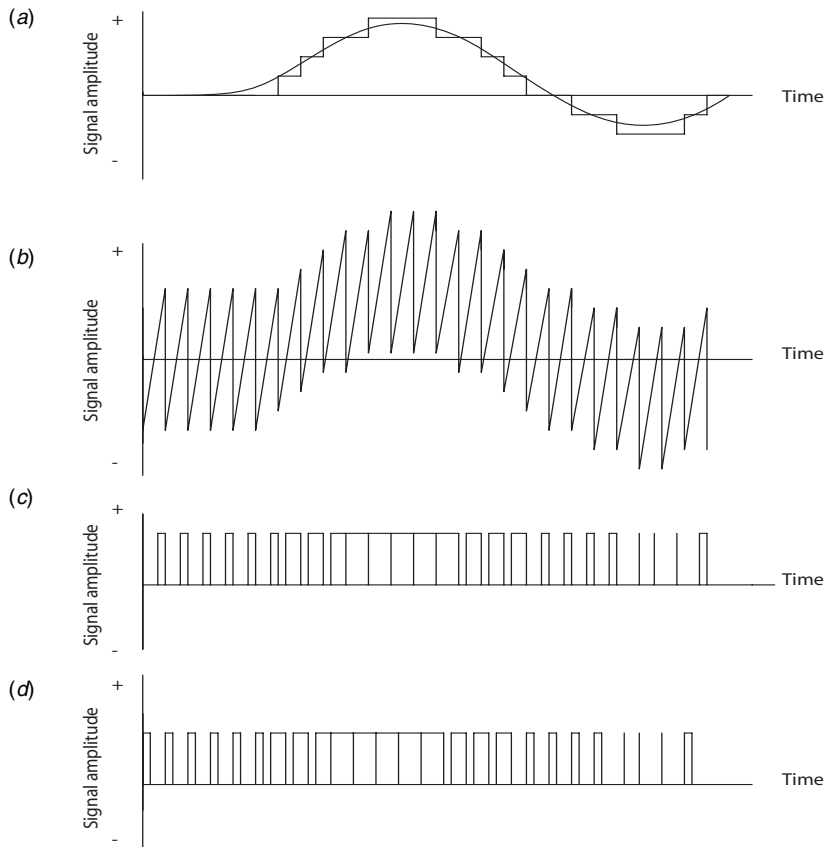 (a)
+
Signal amplitude
Time
-
(b)
+
Signal amplitude
Time
-
(c)
+
Signal amplitude
Time
-
(d)
+
Signal amplitude
Time
-